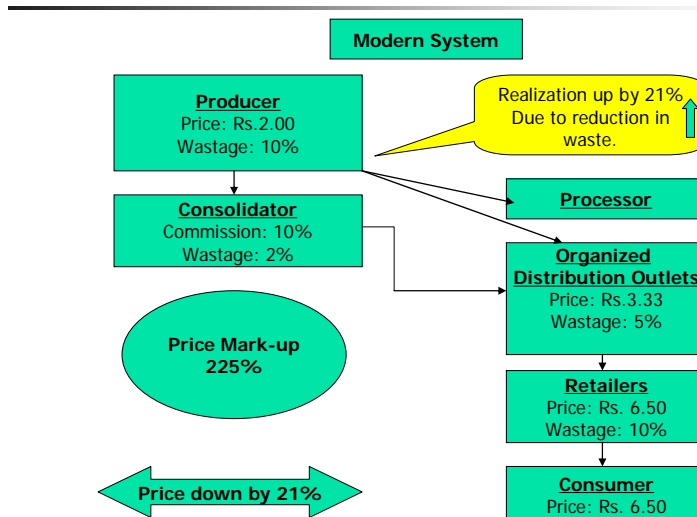 Modern System
Producer
Price: Rs.2.00
Wastage: 10%
Realization up by 21%
Due to reduction in
waste.
Consolidator
Commission: 10%
Wastage: 2%
Processor
Organized
Distribution Outlets
Price: Rs.3.33
Wastage: 5%
Price Mark-up
225%
Retailers
Price: Rs. 6.50
Wastage: 10%
Price down by 21%
Consumer
Price: Rs. 6.50